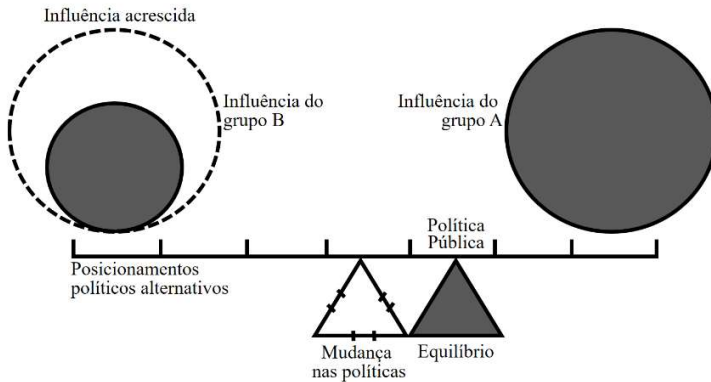 Influência acrescida
Influência do
grupo B
Influência do
grupo A
Política
Pública
Posicionamentos
políticos alternativos
Mudança
nas políticas
Equilíbrio